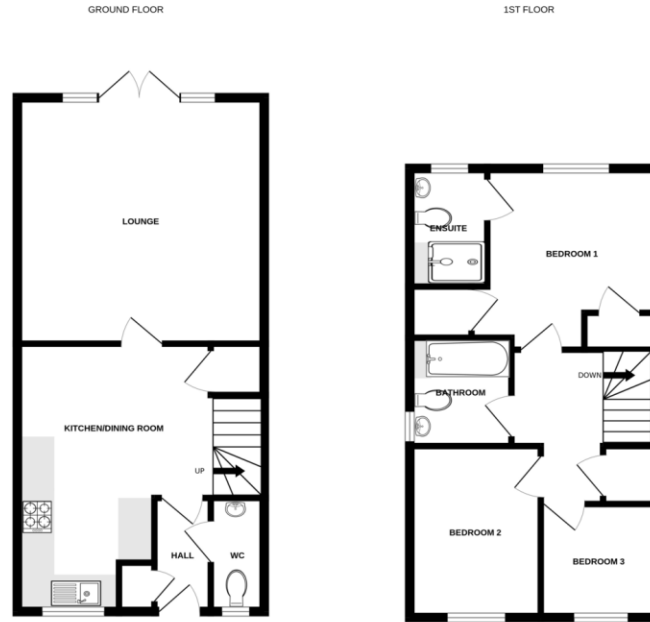 GROUND FLOOR
1ST FLOOR
LOUNGE
KITCHEN/DINING ROOM
UP
HALL
WC
ENSUITE
BEDROOM 1
DOWN
BATHROOM
BEDROOM 2
BEDROOM 3